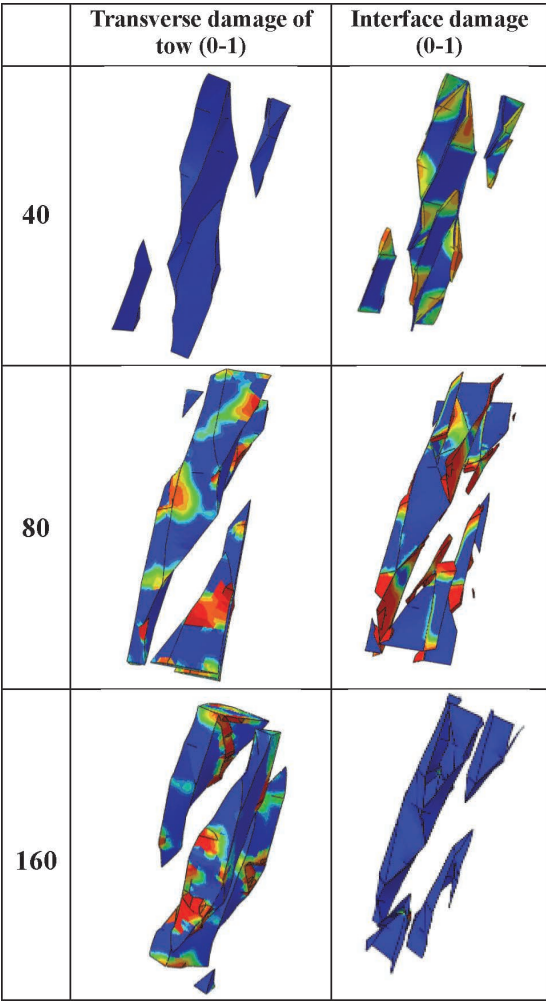 Transverse damage of
tow (0-1)
Interface damage
(0-1)
40
80
160